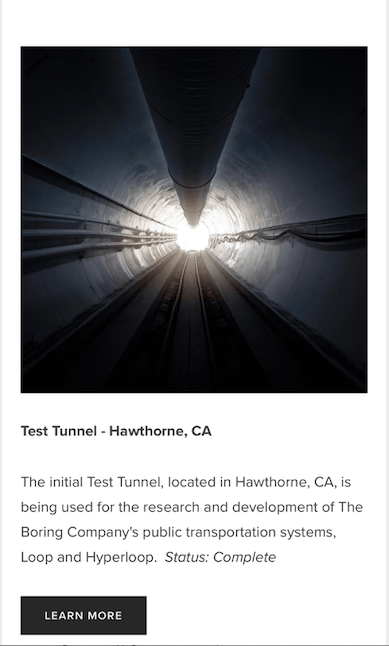 Test Tunnel - Hawthorne, CA
The initial Test Tunnel, located in Hawthorne, CA, is
being used for the research and development of The
Boring Company's public transportation systems,
Loop and Hyperloop. Status: Complete
LEARN MORE